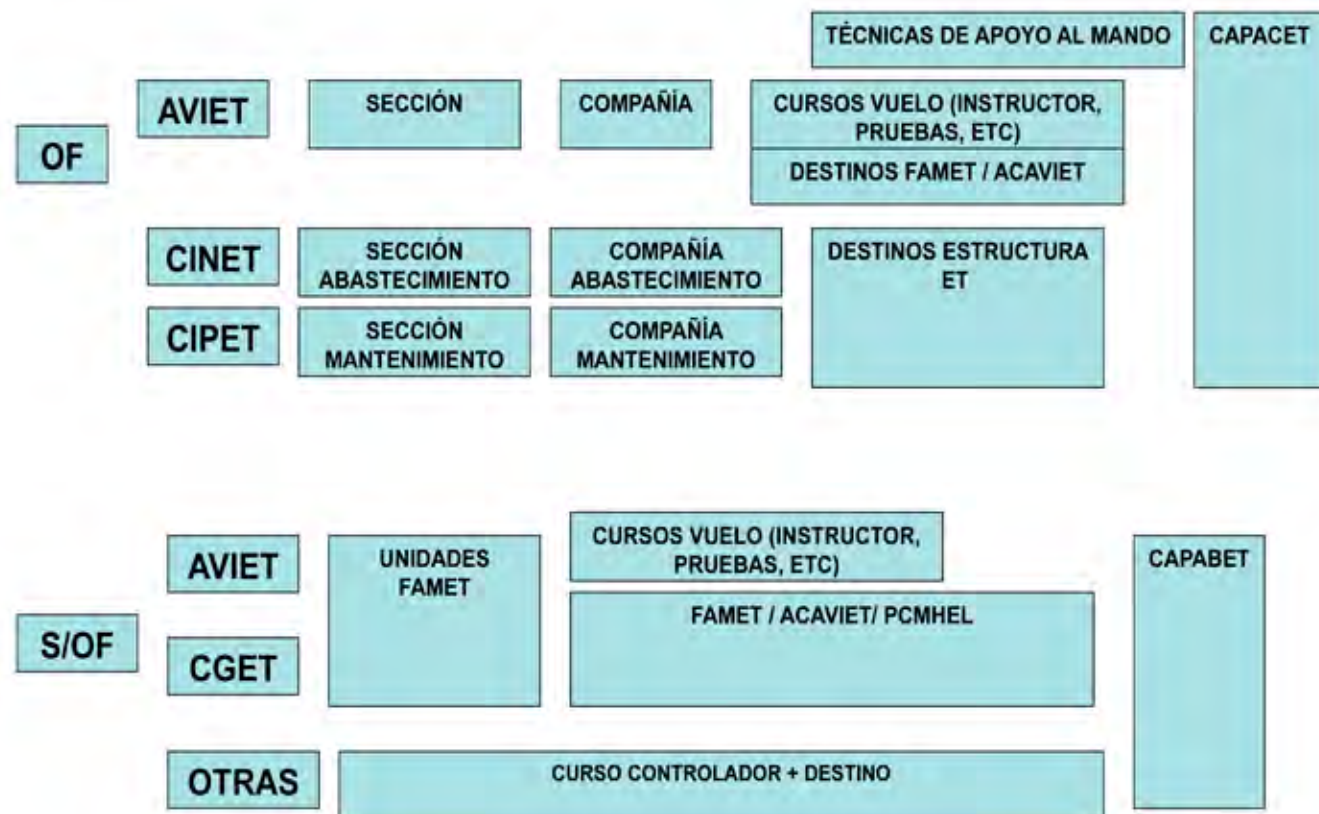 TÉCNICAS DE APOYO AL MANDO
CAPACET
OF
AVIET
SECCIÓN
COMPAÑÍA
CURSOS VUELO (INSTRUCTOR,
PRUEBAS, ETC)
DESTINOS FAMET / ACAVIET
CINET
SECCIÓN
ABASTECIMIENTO
COMPAÑÍA
ABASTECIMIENTO
DESTINOS ESTRUCTURA
ET
CIPET
SECCIÓN
MANTENIMIENTO
COMPAÑÍA
MANTENIMIENTO
S/OF
AVIET
UNIDADES
FAMET
CURSOS VUELO (INSTRUCTOR,
PRUEBAS, ETC)
CAPABET
CGET
FAMET / ACAVIET/ PCMHEL
OTRAS
CURSO CONTROLADOR + DESTINO